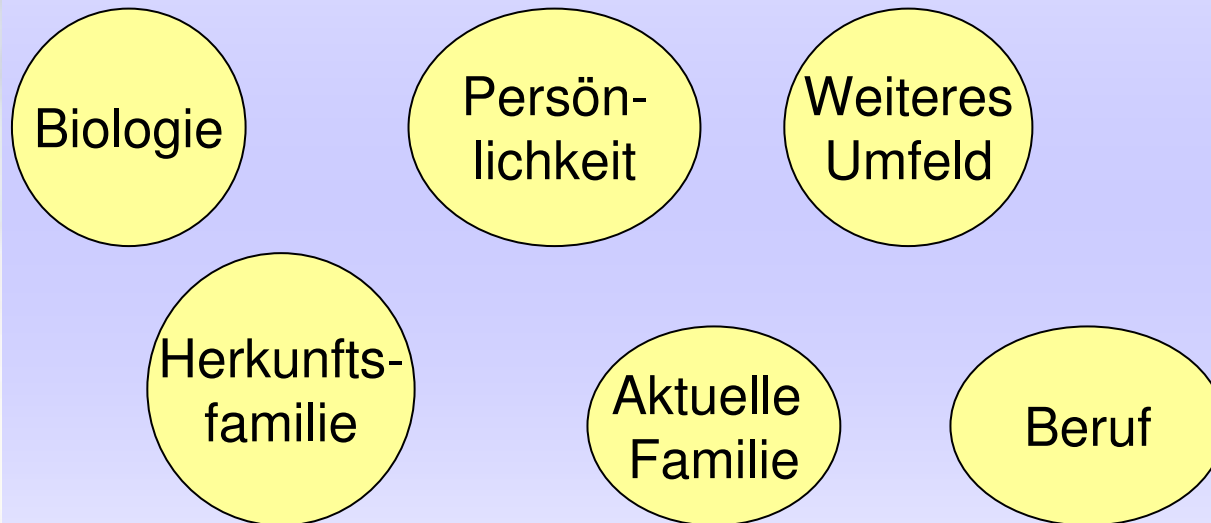 Biologie
Persön-
lichkeit
Weiteres
Umfeld
Herkunfts-
familie
Aktuelle
Familie
Beruf